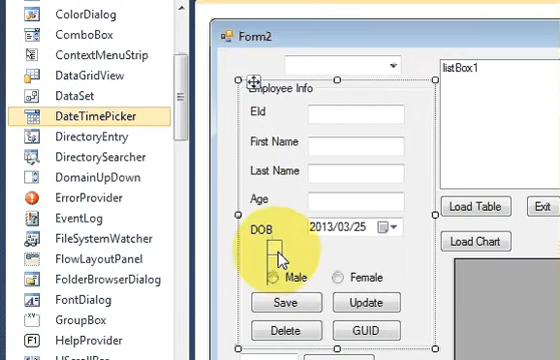 ColorDialog
ComboBox
ContextMenuStrip
DataGridView
DataSet
DateTimePicker
DirectoryEntry
DirectorySearcher
DomainUpDown
ErrorProvider
EventLog
FileSystemWatcher
FlowLayoutPanel
FolderBrowserDialog
FontDialog
GroupBox
HelpProvider
Form2
Employee Info
EId
First Name
Last Name
Age
DOB
2013/03/25
Male
Female
Save
Update
Delete
GUID
listBox1
Load Table
Exit
Load Chart